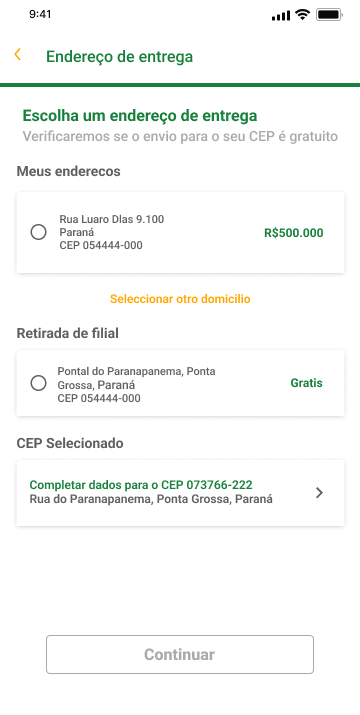 9:41
Endereço de entrega
Escolha um endereço de entrega
Verificaremos se o envio para o seu CEP é gratuito
Meus enderecos
Rua Luaro Dlas 9.100
Paraná
CEP 054444-000
R$500.000
Seleccionar otro domicílio
Retirada de filial
Pontal do Paranapanema, Ponta
Grossa, Paraná
CEP 054444-000
Gratis
CEP Selecionado
Completar dados para o CEP 073766-222
Rua do Paranapanema, Ponta Grossa, Paraná
Continuar